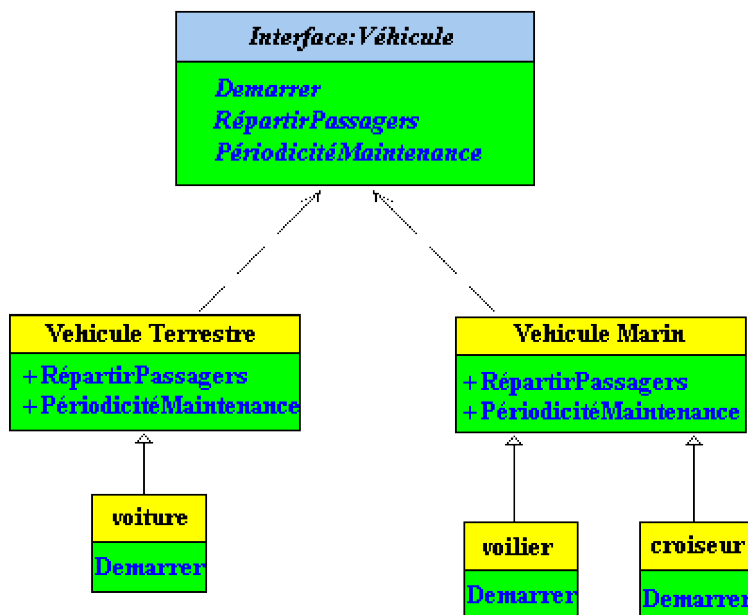 Interface:Véhicule
Demarrer
RépartirPassagers
PériodicitéMaintenance
Vehicule Terrestre
+RépartirPassagers
+PériodicitéMaintenance
Vehicule Marin
+RépartirPassagers
+PériodicitéMaintenance
voiture
Demarrer
voilier
Demarrer
croiseur
Demarrer